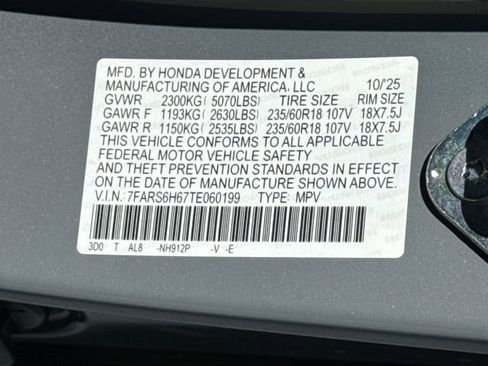 MFD. BY HONDA DEVELOPMENT &
MANUFACTURING OF AMERICA, LLC 10/'25
GVWR 2300KG( 5070LBS) TIRE SIZE RIM SIZE
GAWR F 1193KG( 2630LBS) 235/60R18 107V 18X7.5J
GAWR R 1150KG( 2535LBS) 235/60R18 107V 18X7.5J
THIS VEHICLE CONFORMS TO ALL APPLICABLE
FEDERAL MOTOR VEHICLE SAFETY
AND THEFT PREVENTION STANDARDS IN EFFECT
ON THE DATE OF MANUFACTURE SHOWN ABOVE.
V.I.N.: 7FARS6H67TE060199 TYPE: MPV
3D0 T AL8 -NH912P -V -E